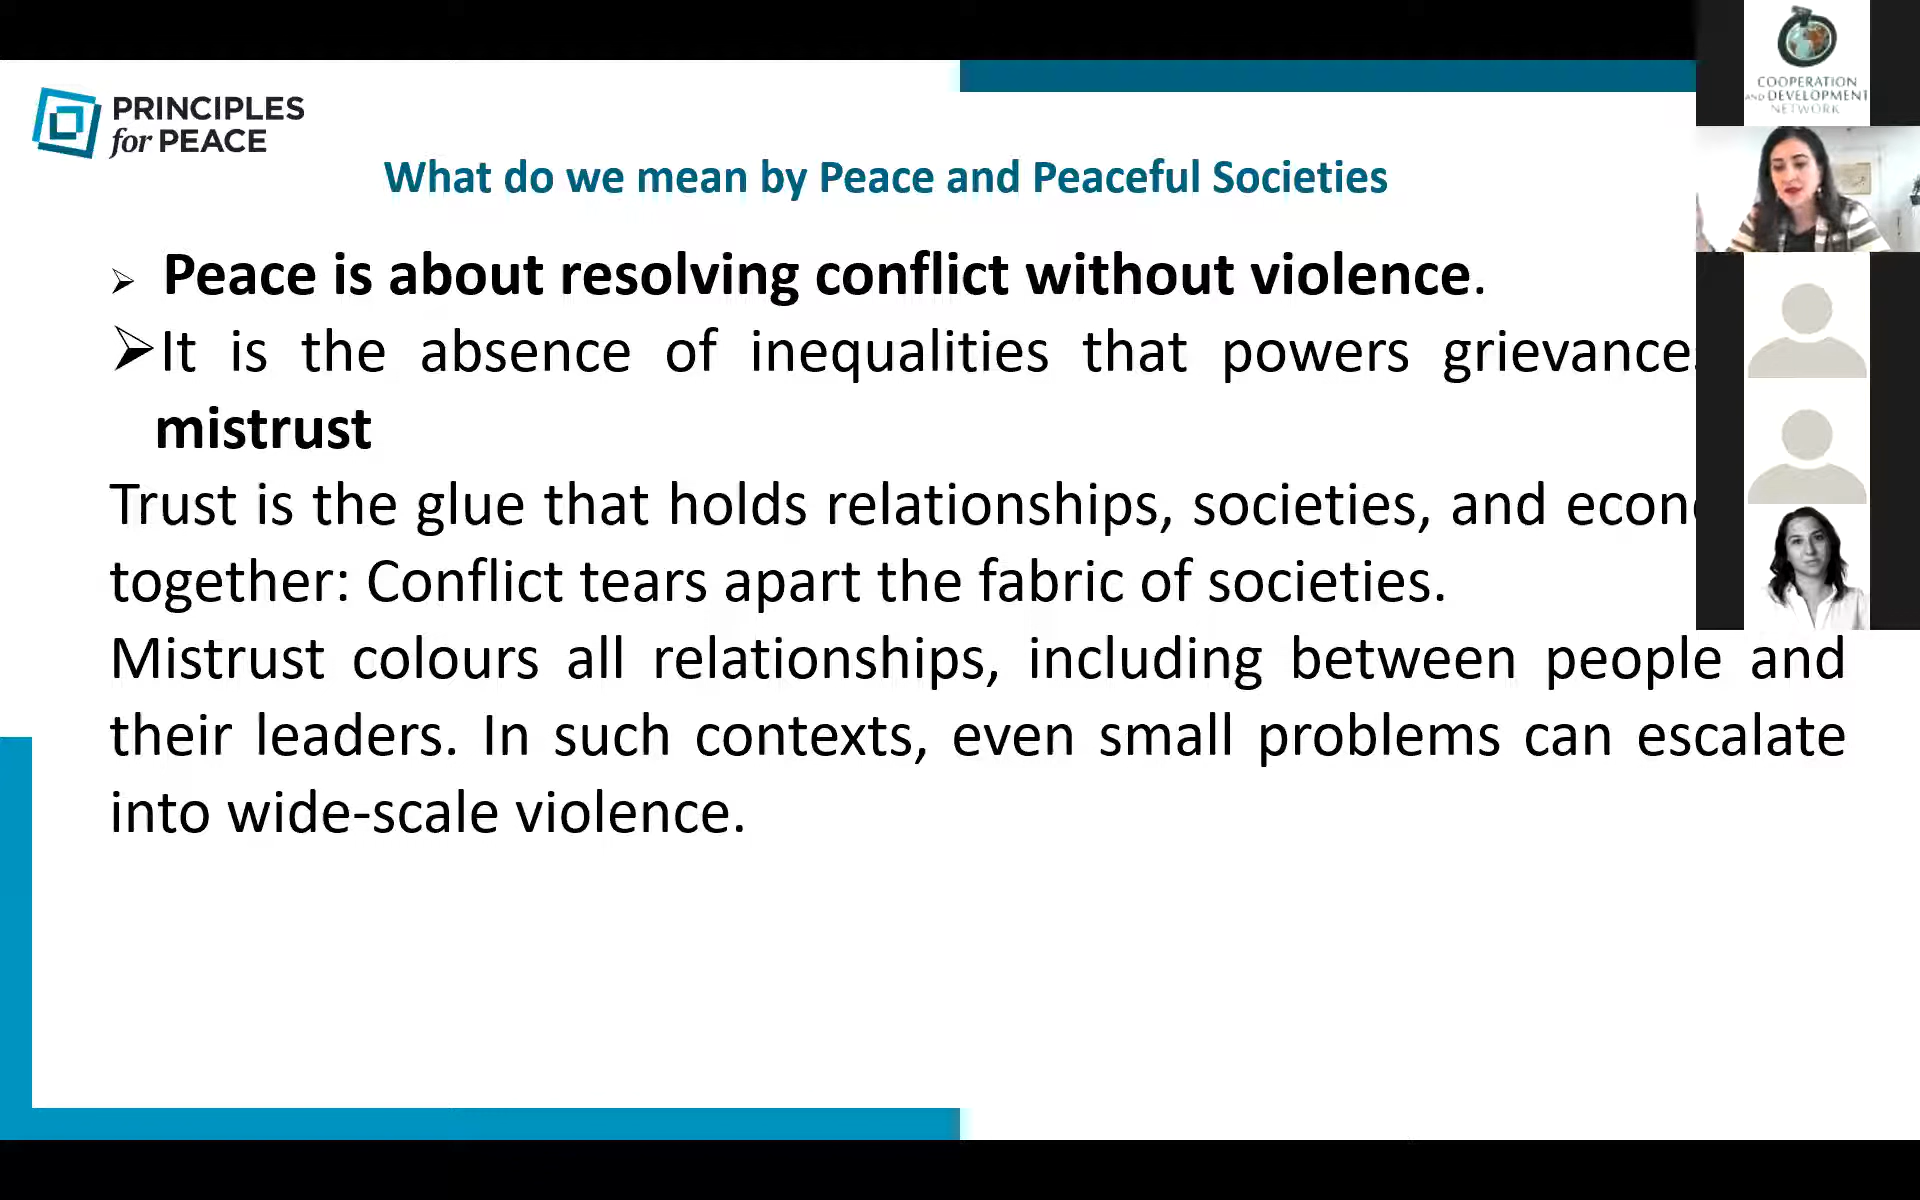 PRINCIPLES
for PEACE
COOPERATION
AND DEVELOPMENT
NETWORK
What do we mean by Peace and Peaceful Societies
➢ Peace is about resolving conflict without violence.
➢It is the absence of inequalities that powers
mistrust
Trust is the glue that holds relationships, societies, and
together: Conflict tears apart the fabric of societies.
Mistrust colours all relationships, including between people and
their leaders. In such contexts, even small problems can escalate
into wide-scale violence.